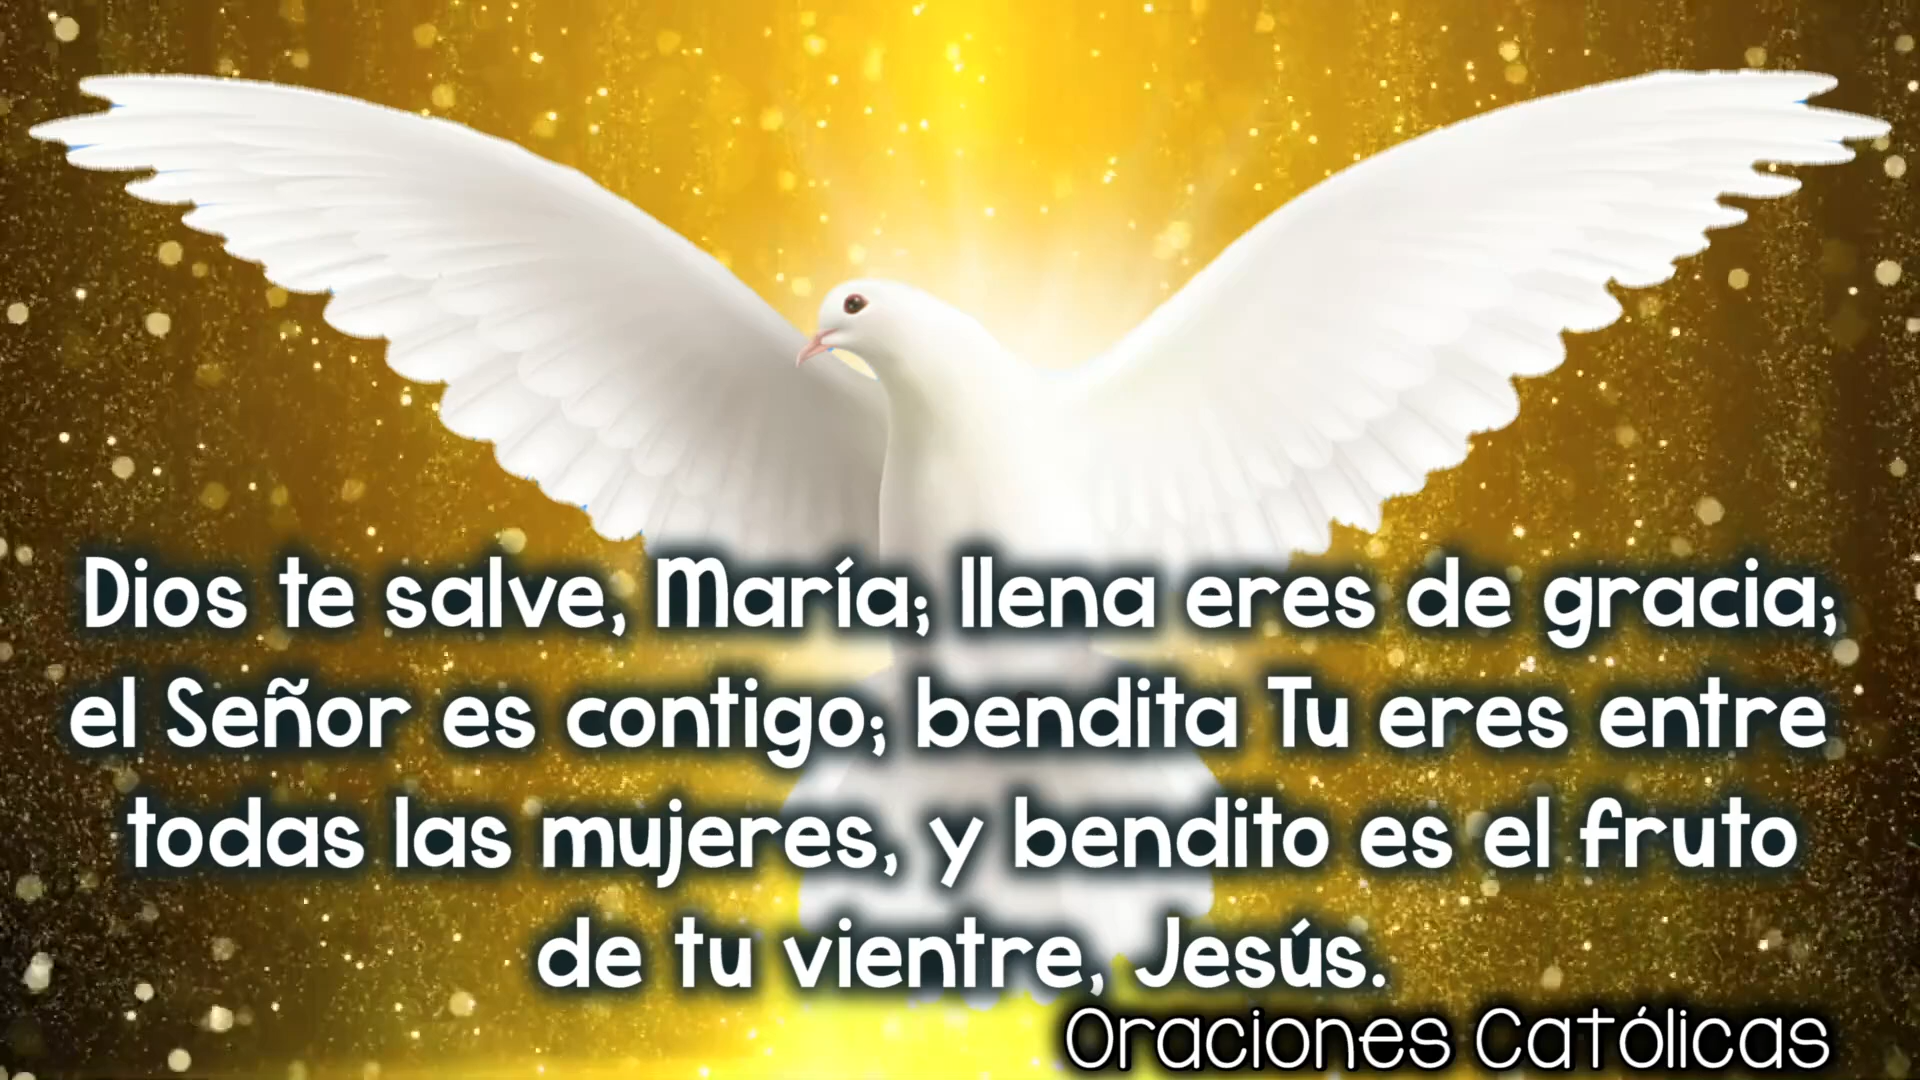 Dios te salve, María; llena eres de gracia;
el Señor es contigo; bendita Tu eres entre
todas las mujeres, y bendito es el fruto
de tu vientre, Jesús.
Oraciones Católicas